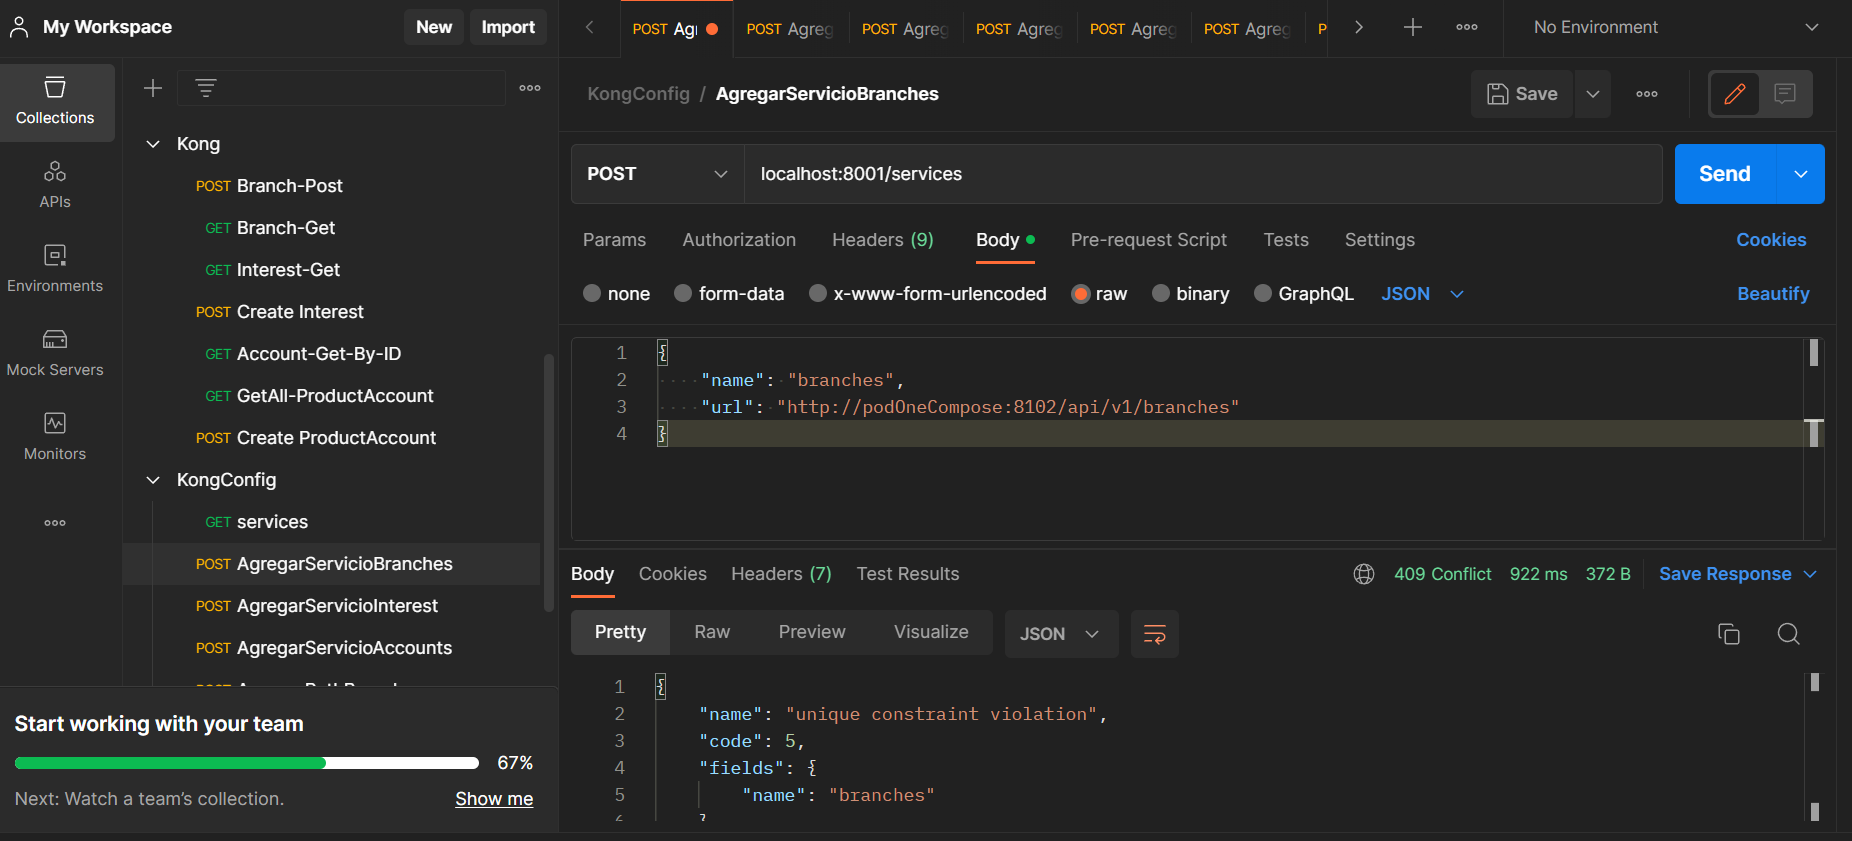 My Workspace
New
Import
POST Agr
POST Agreg
POST Agreg
POST Agreg
POST Agreg
POST Agreg
No Environment
Collections
APIs
Environments
Mock Servers
Monitors
Kong
POST Branch-Post
GET Branch-Get
GET Interest-Get
POST Create Interest
GET Account-Get-By-ID
GET GetAll-ProductAccount
POST Create ProductAccount
KongConfig
GET services
POST AgregarServicioBranches
POST AgregarServicioInterest
POST AgregarServicioAccounts
Start working with your team
67%
Next: Watch a team's collection.
Show me
KongConfig / AgregarServicioBranches
Save
POST
localhost:8001/services
Send
Params Authorization Headers (9) Body Pre-request Script Tests Settings Cookies
none form-data x-www-form-urlencoded raw binary GraphQL JSON Beautify
1 {
2 "name": "branches",
3 "url": "http://podOneCompose:8102/api/v1/branches"
4 }
Body Cookies Headers (7) Test Results 409 Conflict 922 ms 372 B Save Response
Pretty Raw Preview Visualize JSON
1 {
2 "name": "unique constraint violation",
3 "code": 5,
4 "fields": {
5 "name": "branches"